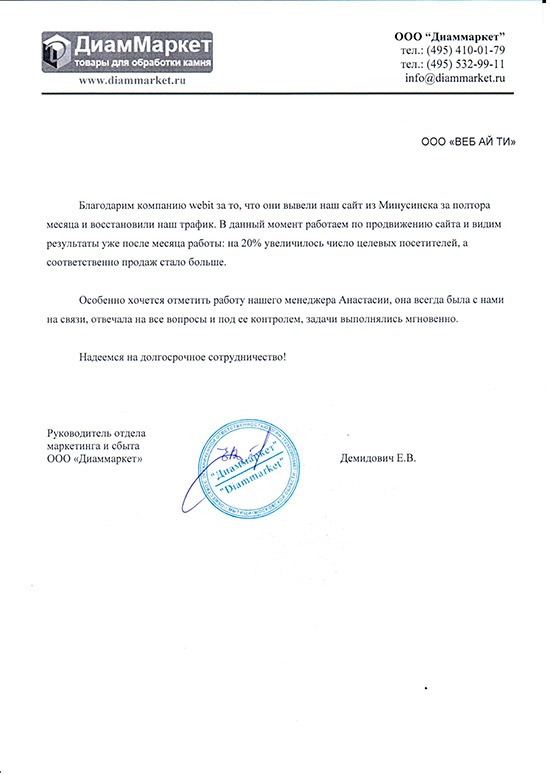 ДиамМаркет
товары для обработки камня
www.diammarket.ru
ООО “Диаммаркет”
тел.: (495) 410-01-79
тел.: (495) 532-99-11
info@diammarket.ru
ООО «ВЕБ АЙ ТИ»
Благодарим компанию webit за то, что они вывели наш сайт из Минусинска за полтора
месяца и восстановили наш трафик. В данный момент работаем по продвижению сайта и видим
результаты уже после месяца работы: на 20% увеличилось число целевых посетителей, а
соответственно продаж стало больше.
Особенно хочется отметить работу нашего менеджера Анастасии, она всегда была с нами
на связи, отвечала на все вопросы и под ее контролем, задачи выполнялись мгновенно.
Надеемся на долгосрочное сотрудничество!
Руководитель отдела
маркетинга и сбыта
ООО «Диаммаркет»
"Диаммаркет"
"Diammarket"
Демидович Е.В.